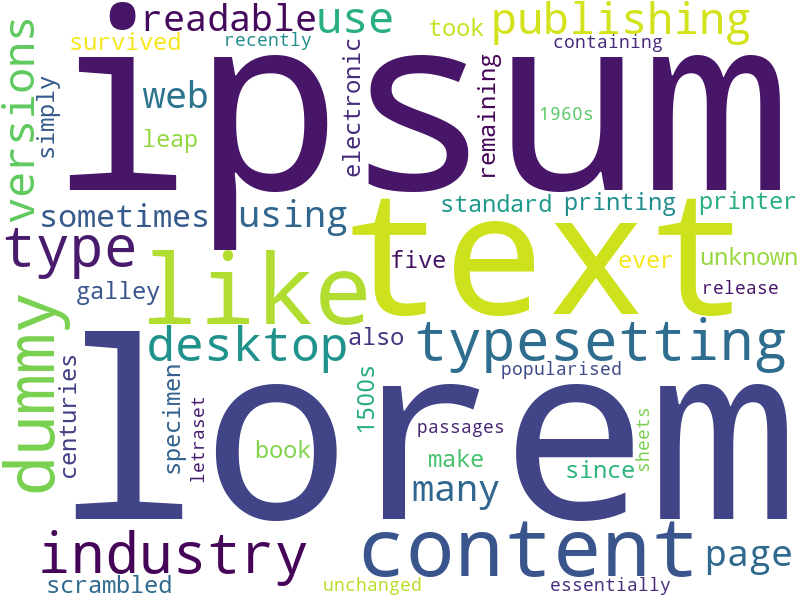 readable
use
took
publishing
survived
recently
containing
ipsum
versions
simply
web
leap
electronic
remaining
1960s
sometimes
using
standard
printing
printer
type
like
text
five
ever
unknown
galley
release
dummy
lorem
desktop
also
typesetting
centuries
specimen
letraset
1500s
popularised
passages
book
make
many
since
sheets
industry
content
page
scrambled
unchanged
essentially